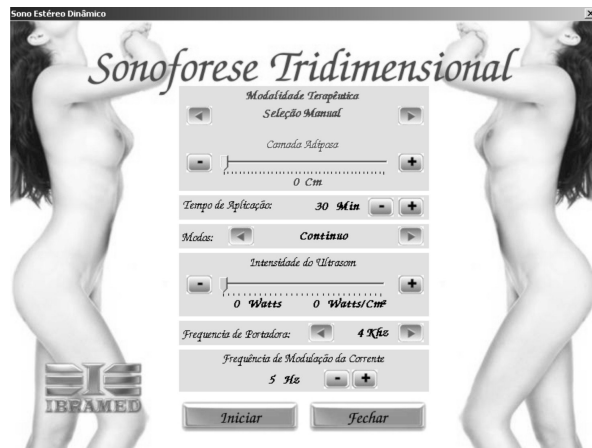 Sono Estéreo Dinâmico
Sonoforese Tridimensional
Modalidade Terapêutica
Seleção Manual
Camada Adiposa
- +
0 Cm
Tempo de Aplicação: 30 Min - +
Modos: Continuo
Intensidade do Ultrasom
- +
0 Watts 0 Watts/Cm²
Frequencia de Portadora: 4 Khz
Frequência de Modulação da Corrente
5 Hz - +
IBRAMED
Iniciar Fechar